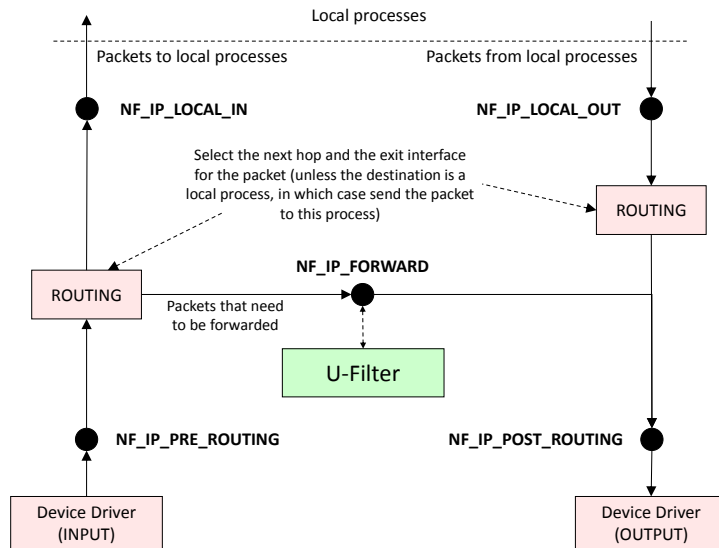 Local processes
Packets to local processes
Packets from local processes
NF_IP_LOCAL_IN
NF_IP_LOCAL_OUT
Select the next hop and the exit interface
for the packet (unless the destination is a
local process, in which case send the packet
to this process)
ROUTING
NF_IP_FORWARD
ROUTING
Packets that need
to be forwarded
U-Filter
NF_IP_PRE_ROUTING
NF_IP_POST_ROUTING
Device Driver
(INPUT)
Device Driver
(OUTPUT)